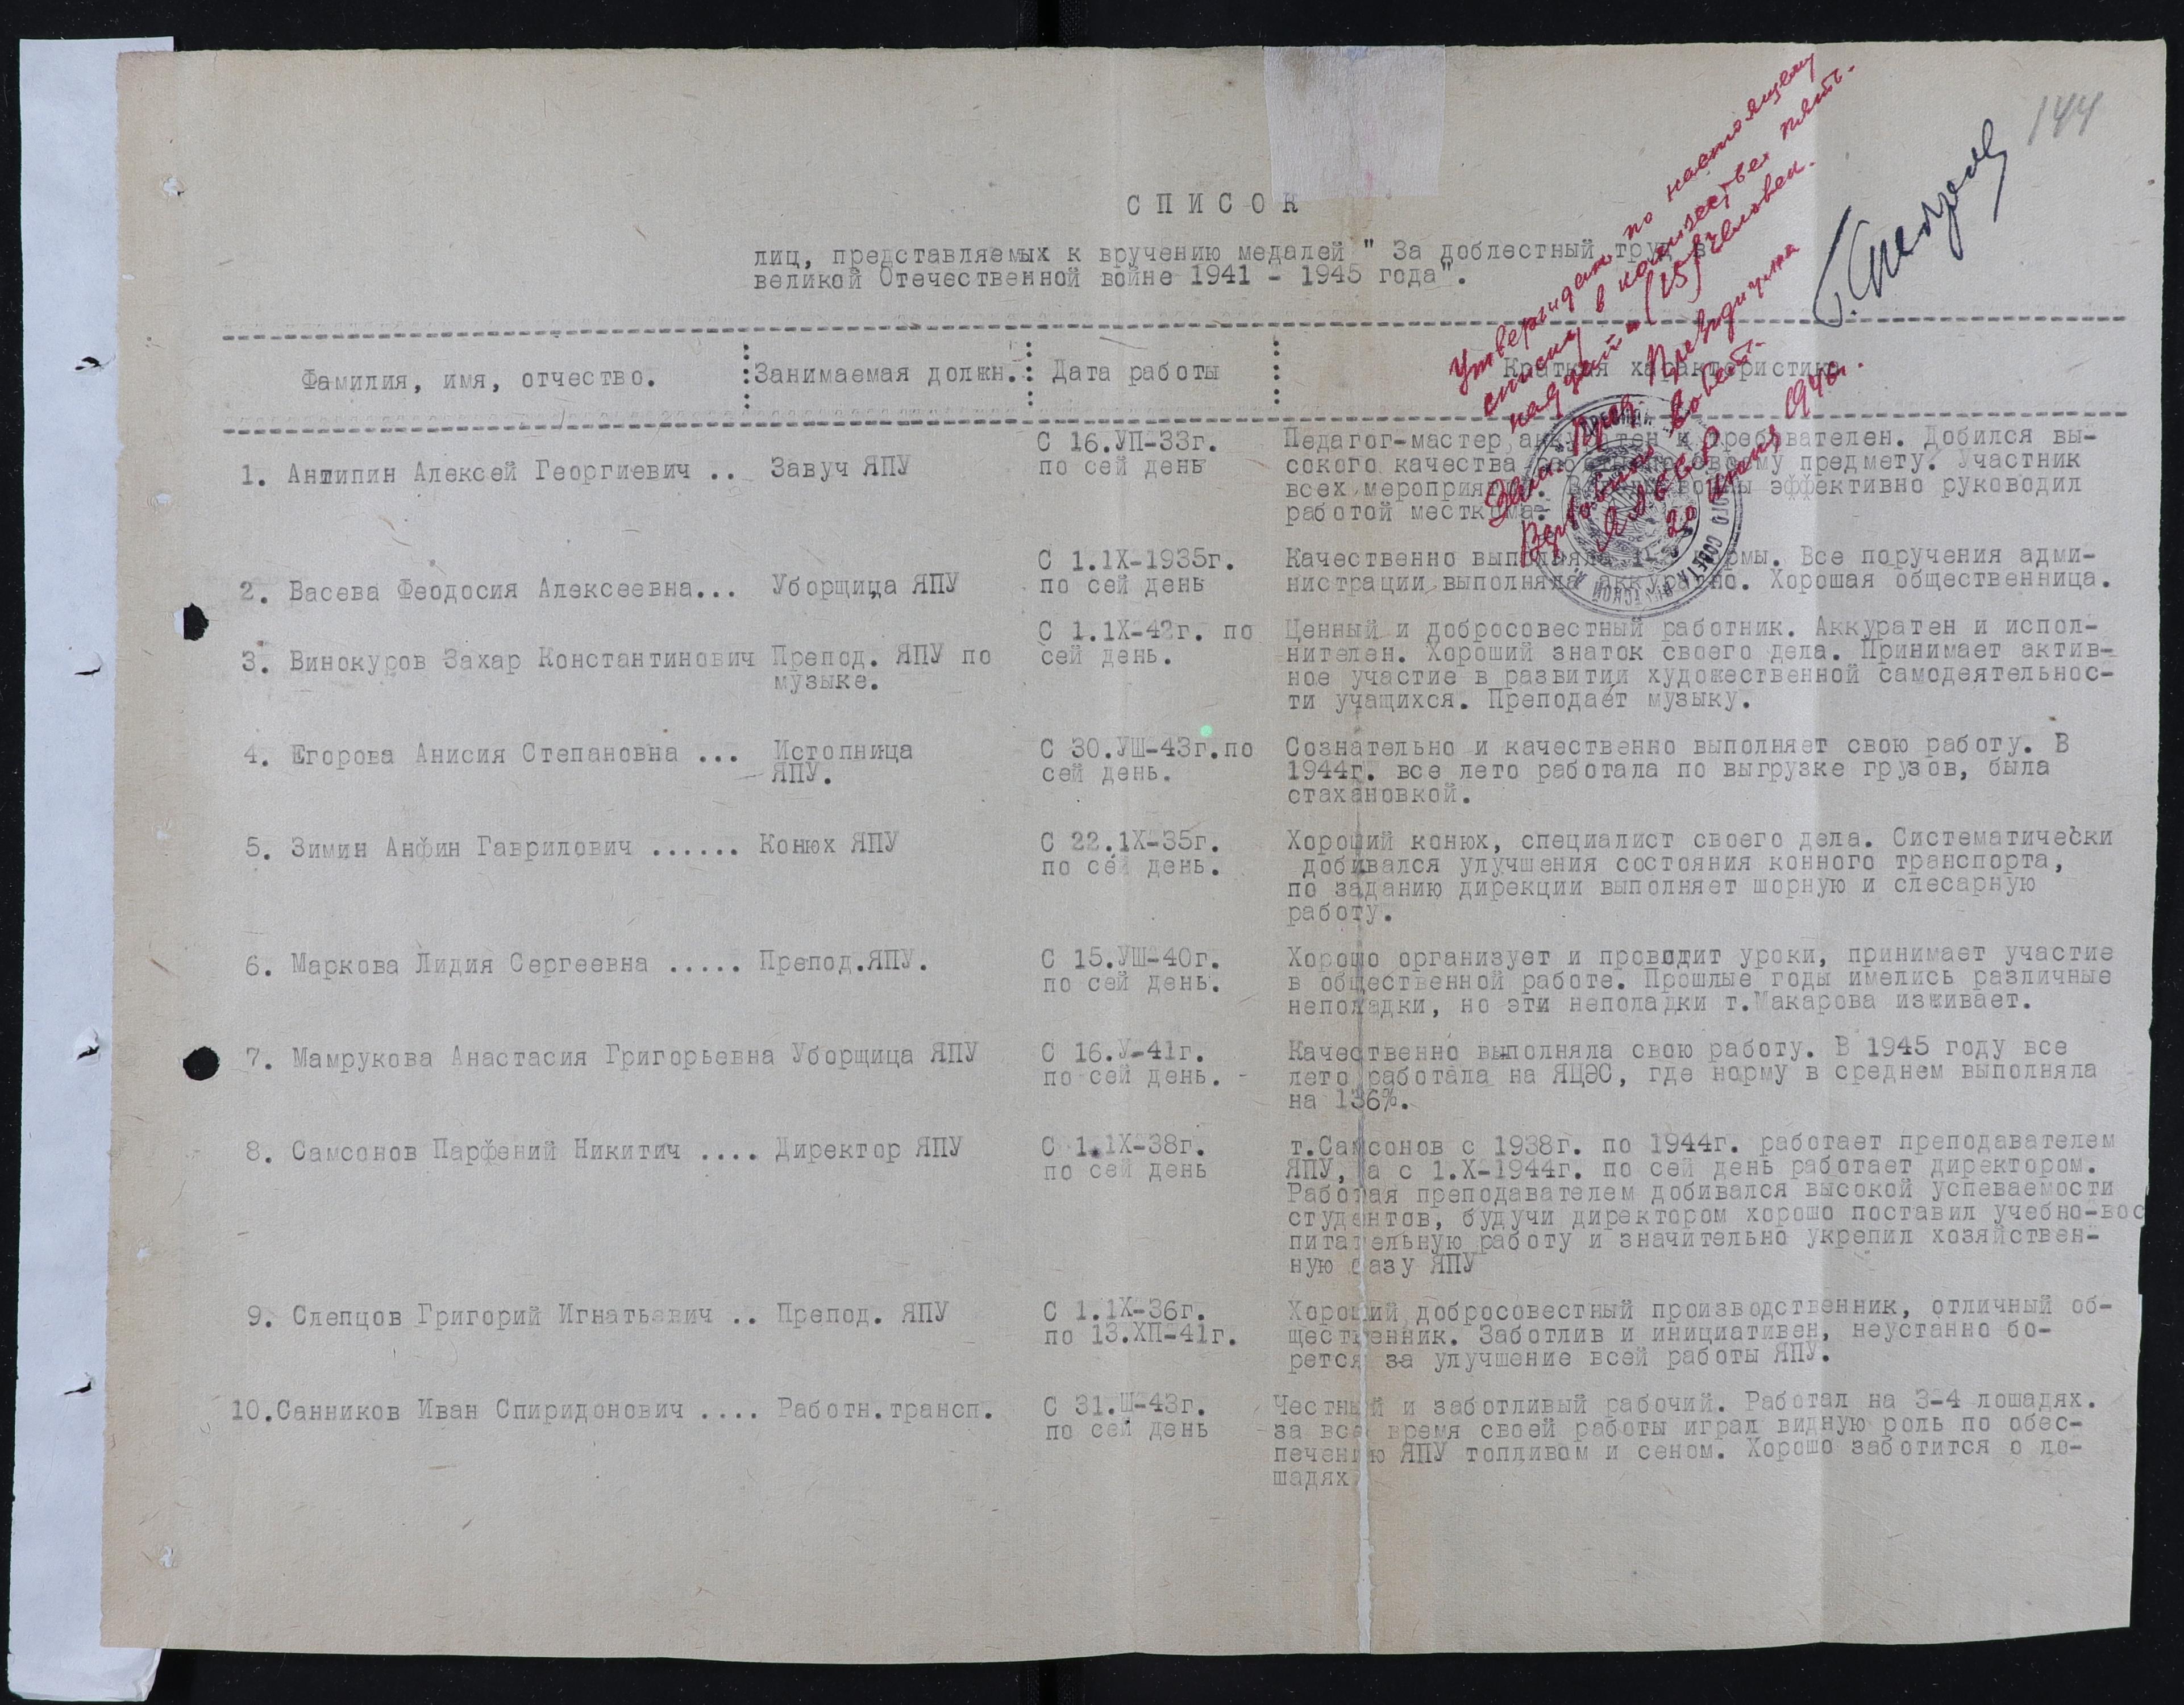 144
СПИСОК
лиц, представляемых к вручению медалей " За доблестный труд в
великой Отечественной войне 1941 - 1945 года".
Утверждаю по настоящему
списку в количестве пят-
надцати (15) человек.
Зам. Пред. Президиума
Верховного Совета
20 1946г.
Фамилия, имя, отчество. Занимаемая должн. Дата работы Краткая характеристика
1. Антипин Алексей Георгиевич .. Завуч ЯПУ С 16.УП-33г.
по сей день
Педагог-мастер, аккуратен и требователен. Добился вы-
сокого качества по предмету. Участник
всех мероприятий. войны эффективно руководил
работой месткома.
2. Васева Феодосия Алексеевна... Уборщица ЯПУ С 1.1Х-1935г.
по сей день
Качественно выполняла нормы. Все поручения адми-
нистрации выполняла аккуратно. Хорошая общественница.
3. Винокуров Захар Константинович Препод. ЯПУ по
музыке.
С 1.1Х-42г. по
сей день.
Ценный и добросовестный работник. Аккуратен и испол-
нителен. Хороший знаток своего дела. Принимает актив-
ное участие в развитии художественной самодеятельнос-
ти учащихся. Преподает музыку.
4. Егорова Анисия Степановна ... Истопница
ЯПУ.
С 30.УШ-43г.по
сей день.
Сознательно и качественно выполняет свою работу. В
1944г. все лето работала по выгрузке грузов, была
стахановкой.
5. Зимин Анфин Гаврилович ...... Конюх ЯПУ С 22.1Х-35г.
по сей день.
Хороший конюх, специалист своего дела. Систематически
добивался улучшения состояния конного транспорта,
по заданию дирекции выполняет шорную и слесарную
работу.
6. Маркова Лидия Сергеевна ..... Препод.ЯПУ. С 15.УШ-40г.
по сей день.
Хорошо организует и проводит уроки, принимает участие
в общественной работе. Прошлые годы имелись различные
неполадки, но эти неполадки т.Макарова изживает.
7. Мамрукова Анастасия Григорьевна Уборщица ЯПУ С 16.У-41г.
по сей день. -
Качественно выполняла свою работу. В 1945 году все
лето работала на ЯЦЭС, где норму в среднем выполняла
на 136%.
8. Самсонов Парфений Никитич .... Директор ЯПУ С 1.1Х-38г.
по сей день
т.Самсонов с 1938г. по 1944г. работает преподавателем
ЯПУ, а с 1.Х-1944г. по сей день работает директором.
Работая преподавателем добивался высокой успеваемости
студентов, будучи директором хорошо поставил учебно-вос
питательную работу и значительно укрепил хозяйствен-
ную базу ЯПУ
9. Слепцов Григорий Игнатьевич .. Препод. ЯПУ С 1.1Х-36г.
по 13.ХП-41г.
Хороший добросовестный производственник, отличный об-
щественник. Заботлив и инициативен, неустанно бо-
рется за улучшение всей работы ЯПУ.
10.Санников Иван Спиридонович .... Работн.трансп. С 31.Ш-43г.
по сей день
Честный и заботливый рабочий. Работал на 3-4 лошадях.
за все время своей работы играл видную роль по обес-
печению ЯПУ топливом и сеном. Хорошо заботится о ло-
шадях